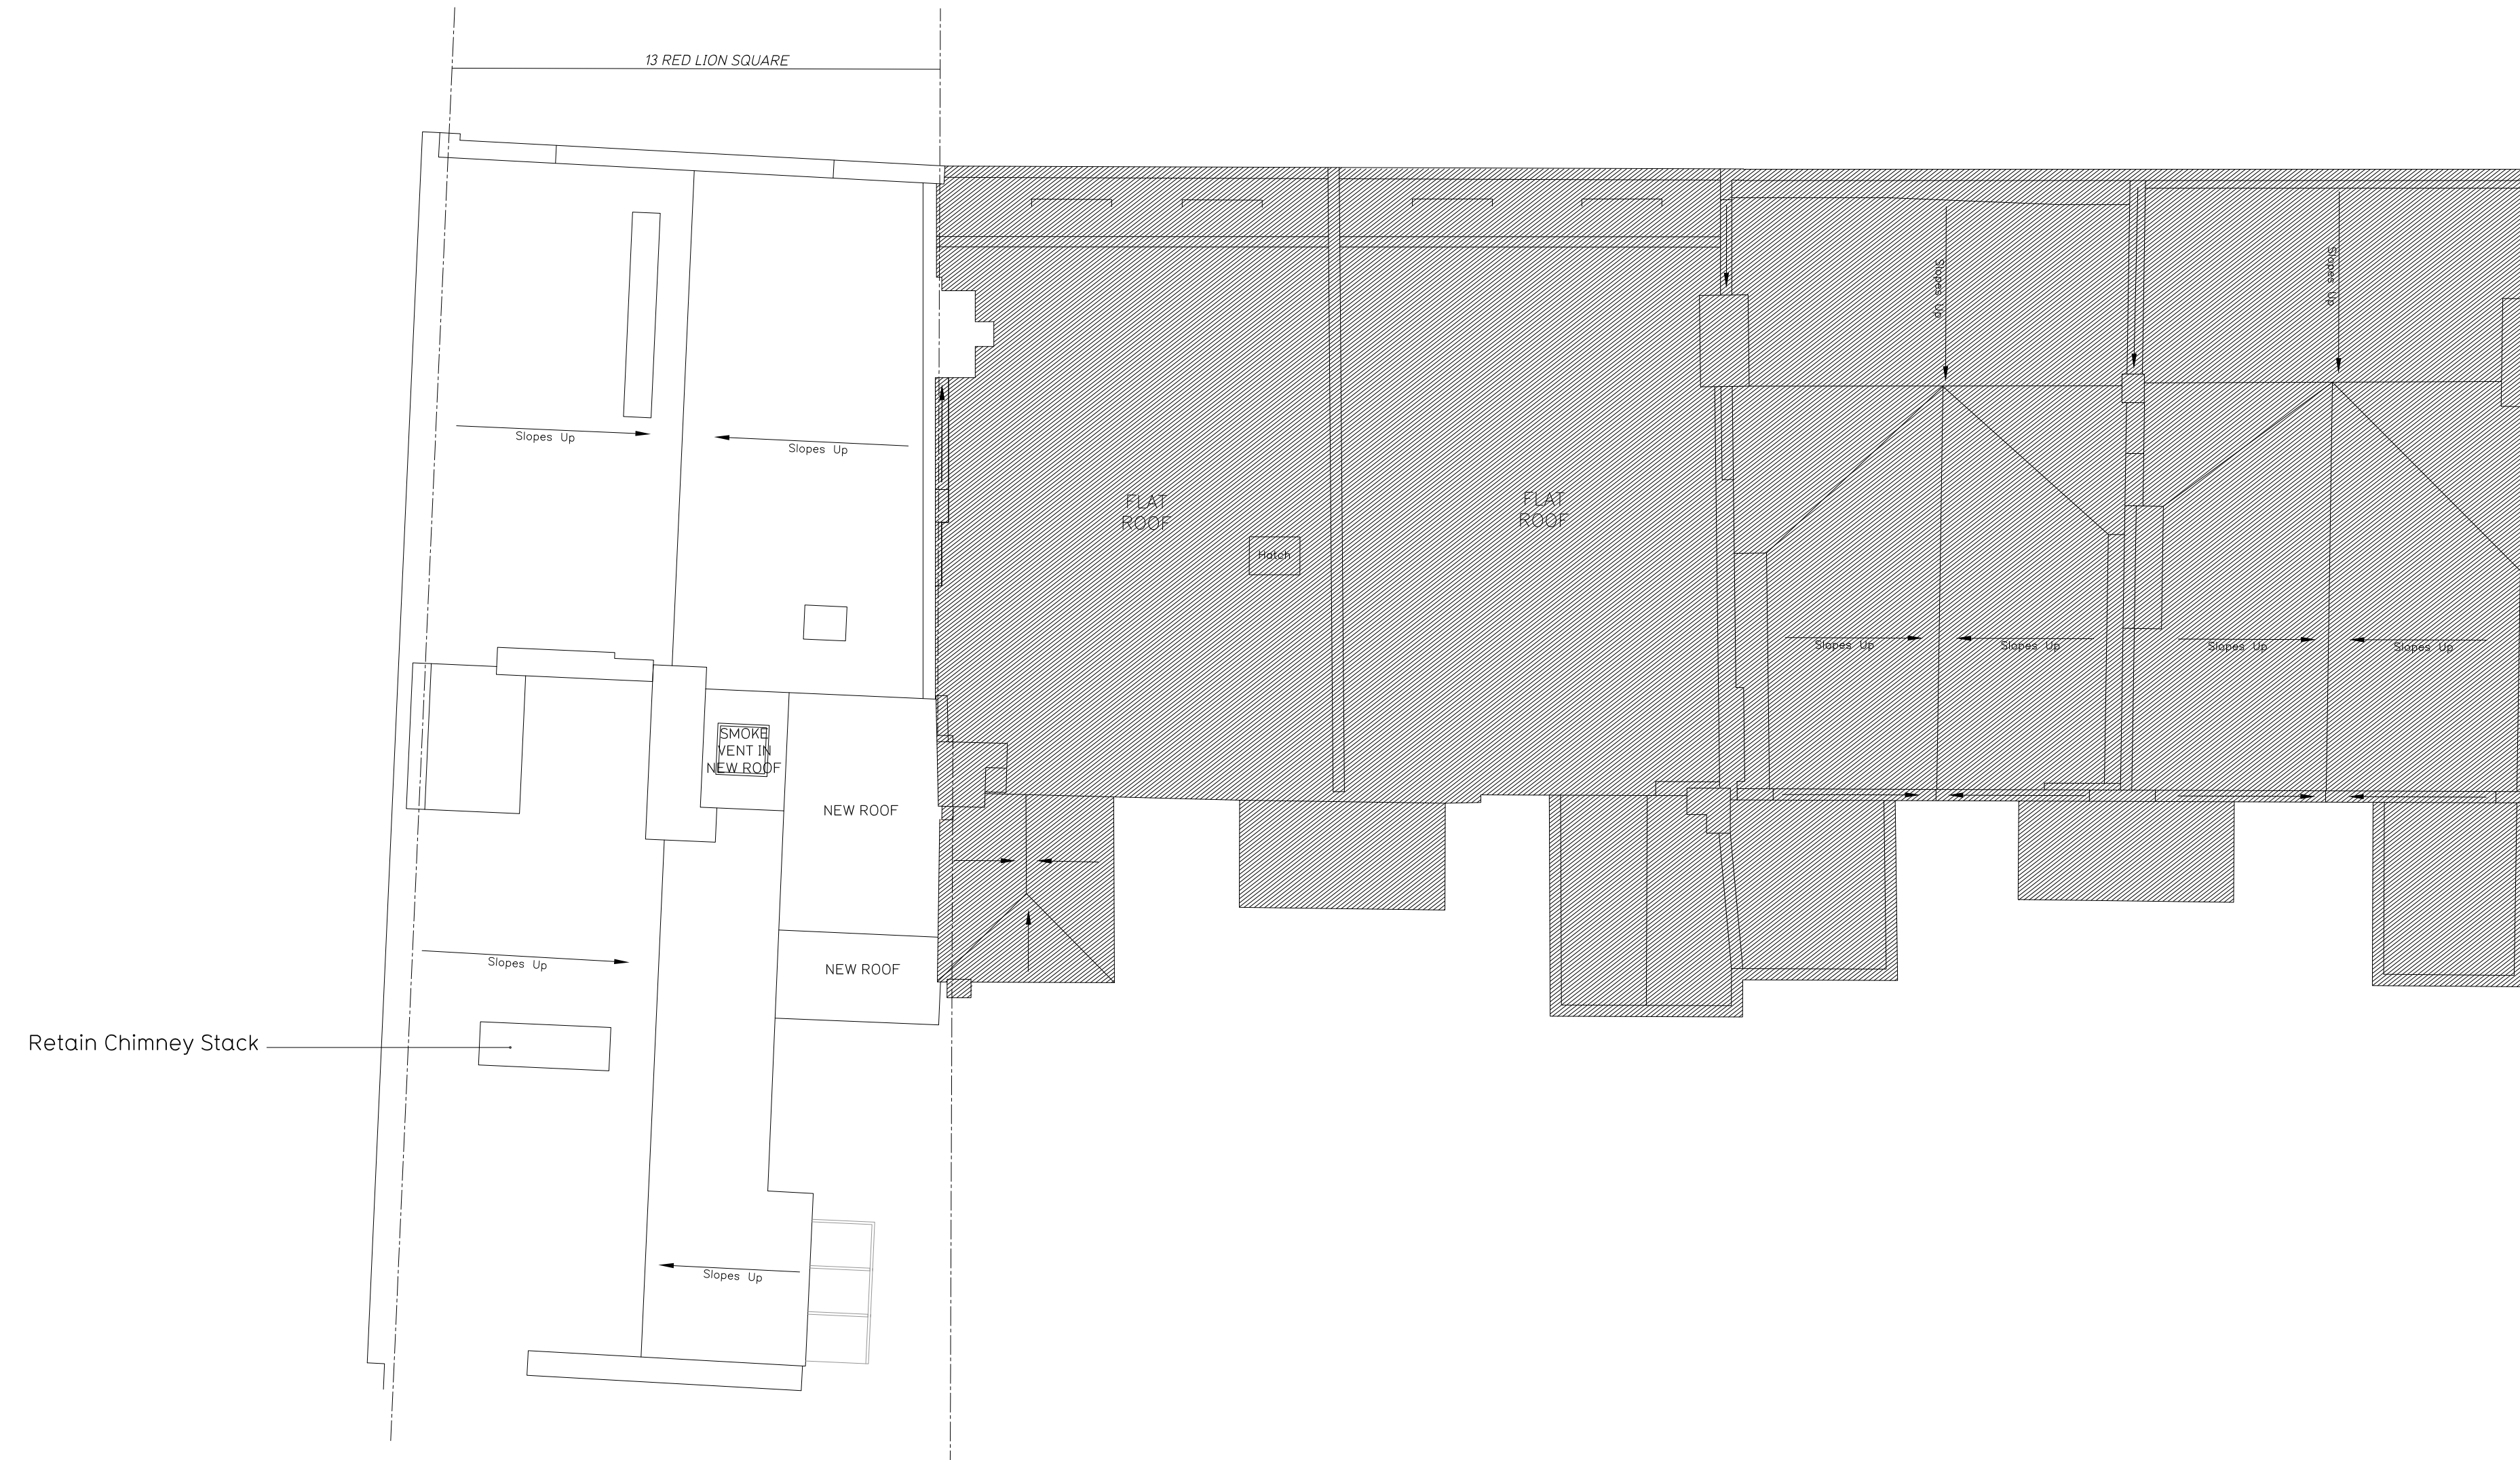 13 RED LION SQUARE
Slopes Up
Slopes Up
Slopes Up
Slopes Up
FLAT
ROOF
FLAT
ROOF
Hatch
Slopes Up
Slopes Up
Slopes Up
Slopes Up
SMOKE
VENT IN
NEW ROOF
NEW ROOF
NEW ROOF
Slopes Up
Retain Chimney Stack
Slopes Up